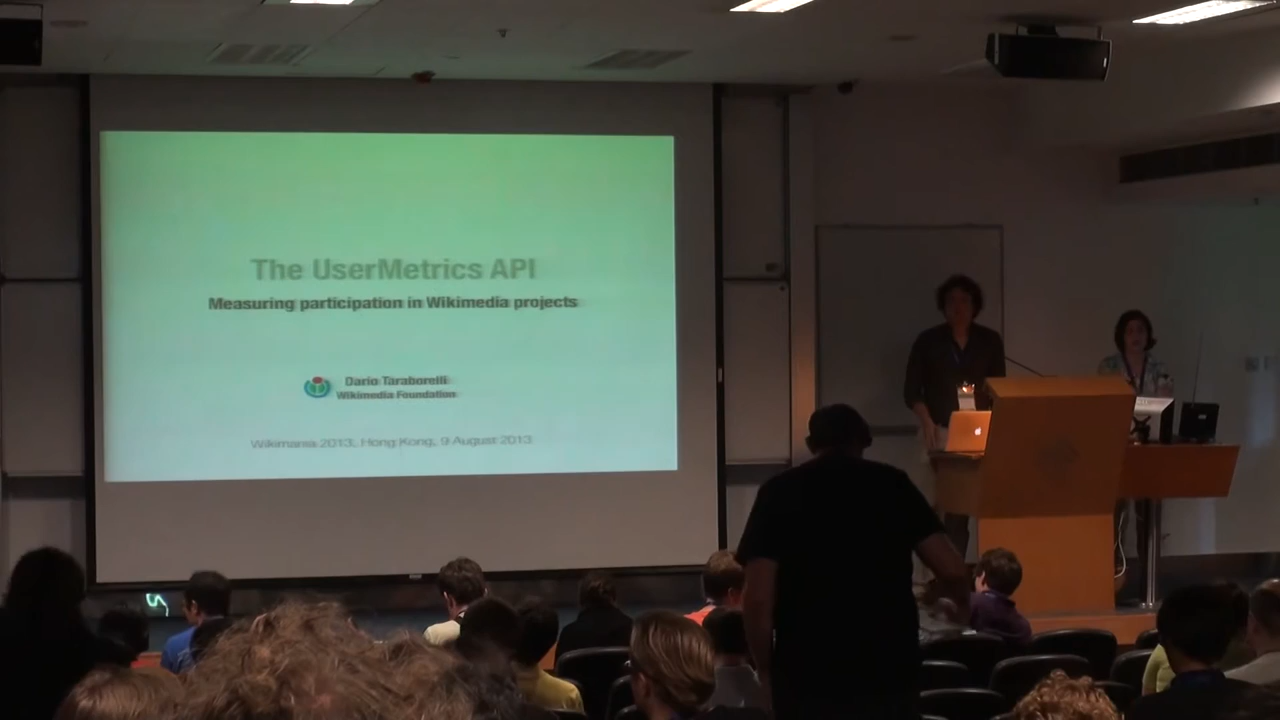 The UserMetrics API
Measuring participation in Wikimedia projects
Dario Taraborelli
Wikimedia Foundation
Wikimania 2013, Hong Kong, 9 August 2013